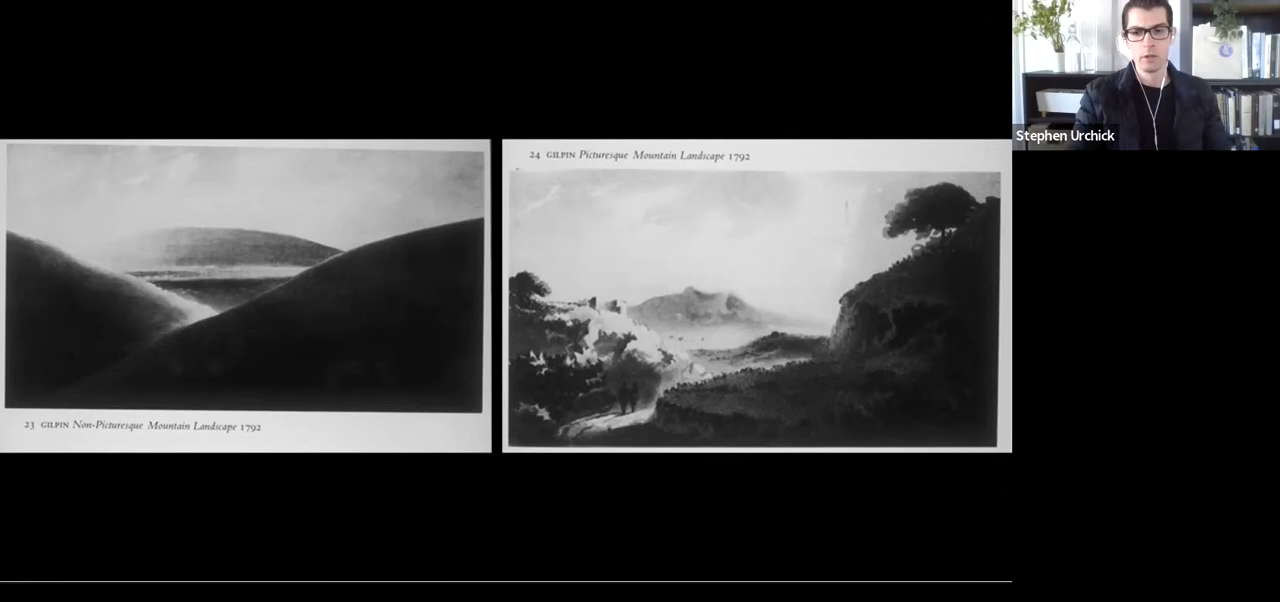 Stephen Urchick
24 GILPIN Picturesque Mountain Landscape 1792
23 GILPIN Non-Picturesque Mountain Landscape 1792